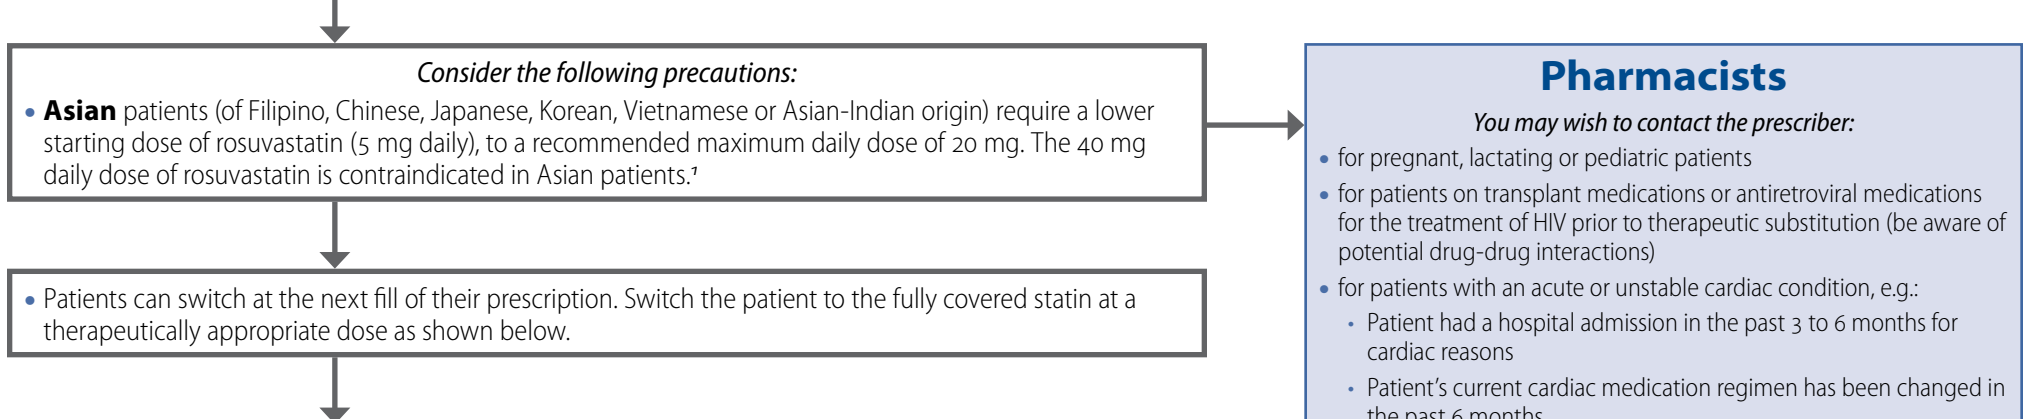 Consider the following precautions:
• Asian patients (of Filipino, Chinese, Japanese, Korean, Vietnamese or Asian-Indian origin) require a lower
starting dose of rosuvastatin (5 mg daily), to a recommended maximum daily dose of 20 mg. The 40 mg
daily dose of rosuvastatin is contraindicated in Asian patients.¹
• Patients can switch at the next fill of their prescription. Switch the patient to the fully covered statin at a
therapeutically appropriate dose as shown below.
Pharmacists
You may wish to contact the prescriber:
• for pregnant, lactating or pediatric patients
• for patients on transplant medications or antiretroviral medications
for the treatment of HIV prior to therapeutic substitution (be aware of
potential drug-drug interactions)
• for patients with an acute or unstable cardiac condition, e.g.:
• Patient had a hospital admission in the past 3 to 6 months for
cardiac reasons
• Patient's current cardiac medication regimen has been changed in
the past 6 months